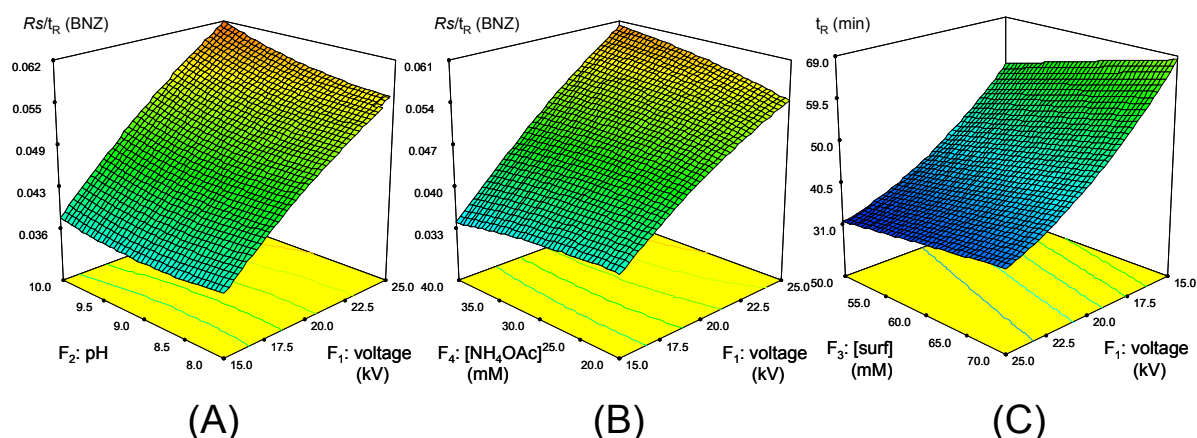 Rs/tR (BNZ)
0.062
0.055
0.049
0.043
0.036
10.0
9.5
9.0
8.5
8.0
F2: pH
15.0
17.5
20.0
22.5
25.0
F1: voltage
(kV)
(A)
Rs/tR (BNZ)
0.061
0.054
0.047
0.040
0.033
40.0
35.0
30.0
25.0
20.0
F4: [NH4OAc]
(mM)
15.0
17.5
20.0
22.5
25.0
F1: voltage
(kV)
(B)
tR (min)
69.0
59.5
50.0
40.5
31.0
50.0
55.0
60.0
65.0
70.0
F3: [surf]
(mM)
25.0
22.5
20.0
17.5
15.0
F1: voltage
(kV)
(C)